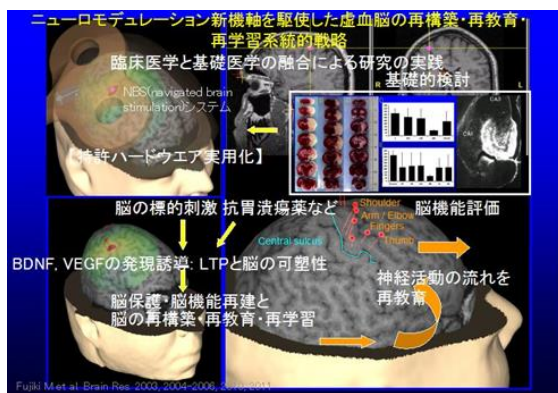 ニューロモデュレーション新機軸を駆使した虚血脳の再構築・再教育・
再学習系統的戦略
臨床医学と基礎医学の融合による研究の実践
基礎的検討
R
L
NBS(navigated brain
stimulation)システム
CA3
CA1
【特許ハードウエア実用化】
脳の標的刺激 抗胃潰瘍薬など
脳機能評価
Shoulder
Arm / Elbow
Fingers
Thumb
Central sulcus
BDNF, VEGFの発現誘導: LTPと脳の可塑性
神経活動の流れを
再教育
脳保護・脳機能再建と
脳の再構築・再教育・再学習
Fujiki M et al. Brain Res. 2003, 2004-2006, 2010, 2011